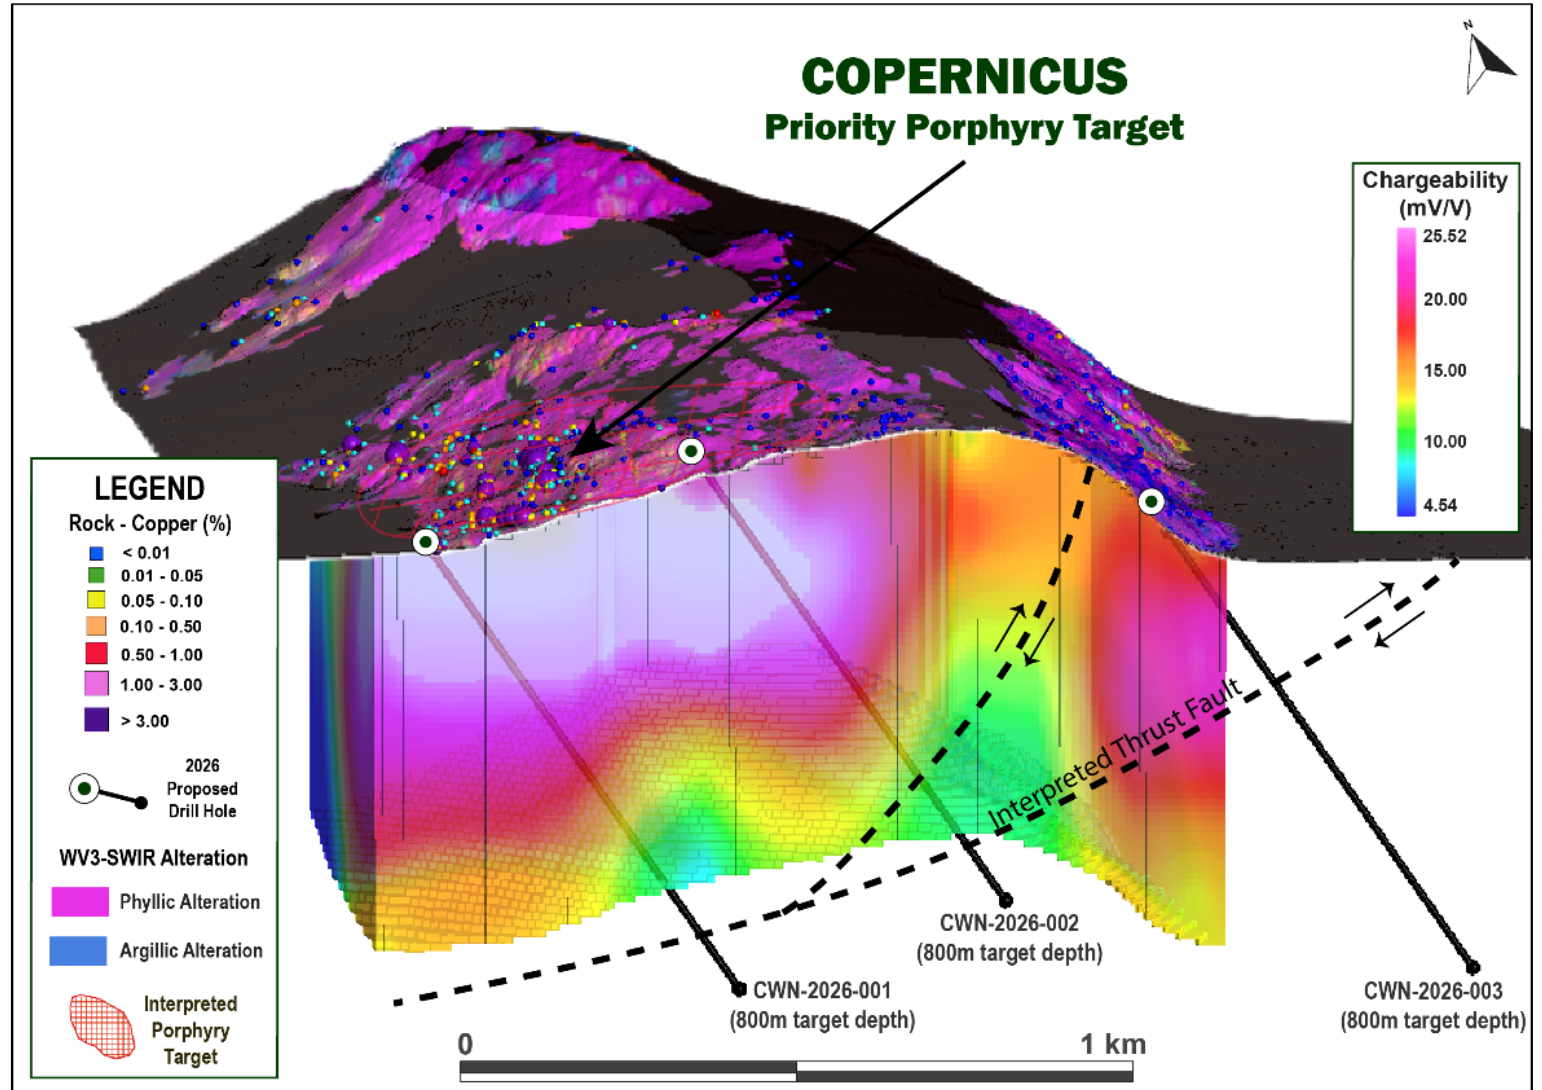 N
COPERNICUS
Priority Porphyry Target
Chargeability
(mV/V)
25.52
20.00
15.00
10.00
4.54
LEGEND
Rock - Copper (%)
< 0.01
0.01 - 0.05
0.05 - 0.10
0.10 - 0.50
0.50 - 1.00
1.00 - 3.00
> 3.00
2026
Proposed
Drill Hole
WV3-SWIR Alteration
Phyllic Alteration
Argillic Alteration
Interpreted
Porphyry
Target
Interpreted Thrust Fault
CWN-2026-002
(800m target depth)
CWN-2026-001
(800m target depth)
CWN-2026-003
(800m target depth)
0
1 km